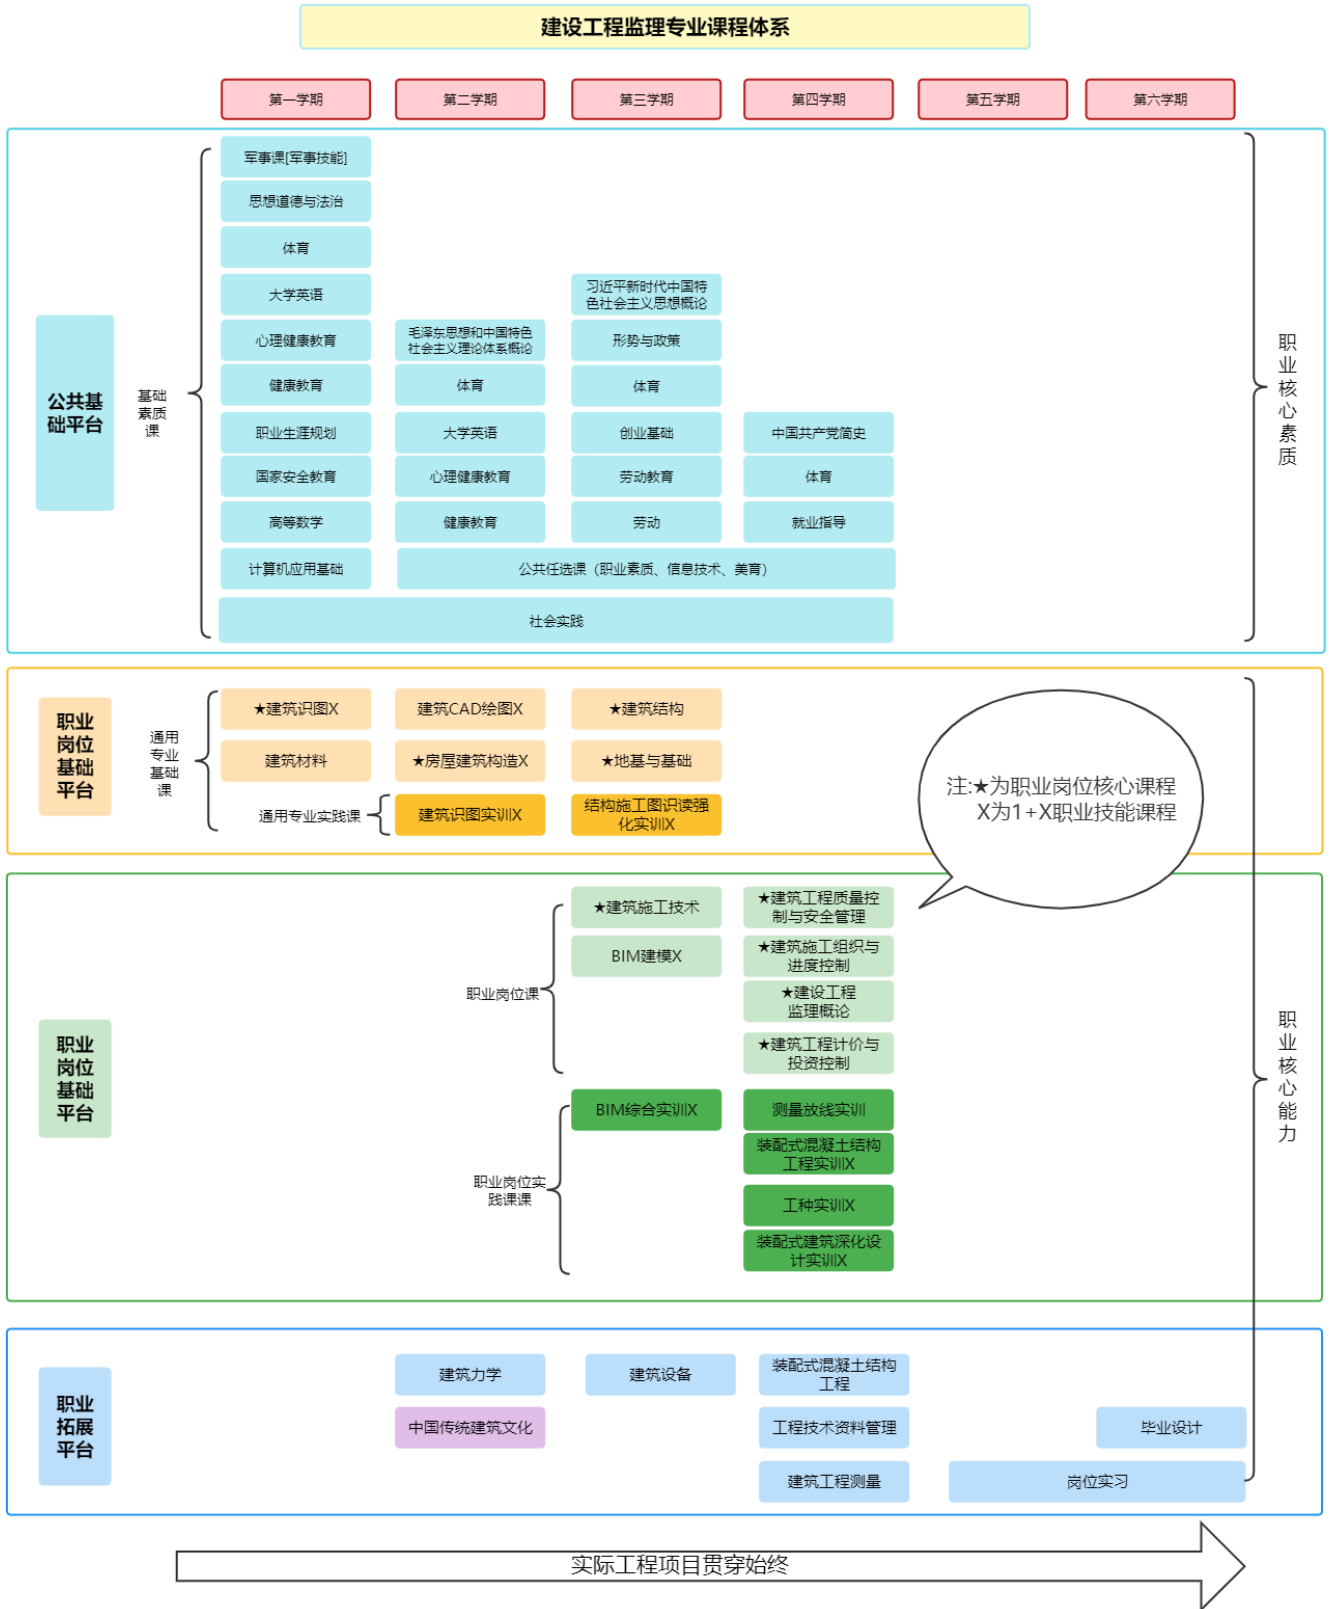 建设工程监理专业课程体系
第一学期
第二学期
第三学期
第四学期
第五学期
第六学期
公共基
础平台
基础
素质
课
军事课[军事技能]
思想道德与法治
体育
大学英语
习近平新时代中国特
色社会主义思想概论
心理健康教育
毛泽东思想和中国特色
社会主义理论体系概论
形势与政策
健康教育
体育
体育
职业生涯规划
大学英语
创业基础
中国共产党简史
国家安全教育
心理健康教育
劳动教育
体育
高等数学
健康教育
劳动
就业指导
计算机应用基础
公共任选课（职业素质、信息技术、美育）
社会实践
职
业
核
心
素
质
职业
岗位
基础
平台
通用
专业
基础
课
★建筑识图X
建筑CAD绘图X
★建筑结构
建筑材料
★房屋建筑构造X
★地基与基础
通用专业实践课
建筑识图实训X
结构施工图识读强
化实训X
注:★为职业岗位核心课程
X为1+X职业技能课程
职业
岗位
基础
平台
职业岗位课
★建筑施工技术
★建筑工程质量控
制与安全管理
BIM建模X
★建筑施工组织与
进度控制
★建设工程
监理概论
★建筑工程计价与
投资控制
职业岗位实
践课课
BIM综合实训X
测量放线实训
装配式混凝土结构
工程实训X
工种实训X
装配式建筑深化设
计实训X
职
业
核
心
能
力
职业
拓展
平台
建筑力学
建筑设备
装配式混凝土结构
工程
中国传统建筑文化
工程技术资料管理
毕业设计
建筑工程测量
岗位实习
实际工程项目贯穿始终